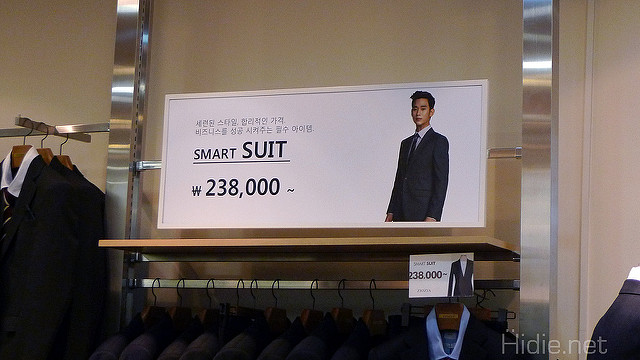 세련된 스타일, 합리적인 가격
비즈니스를 성공 시켜주는 필수 아이템
SMART SUIT
₩ 238,000 ~
SMART SUIT
238.000~
Hidie.net